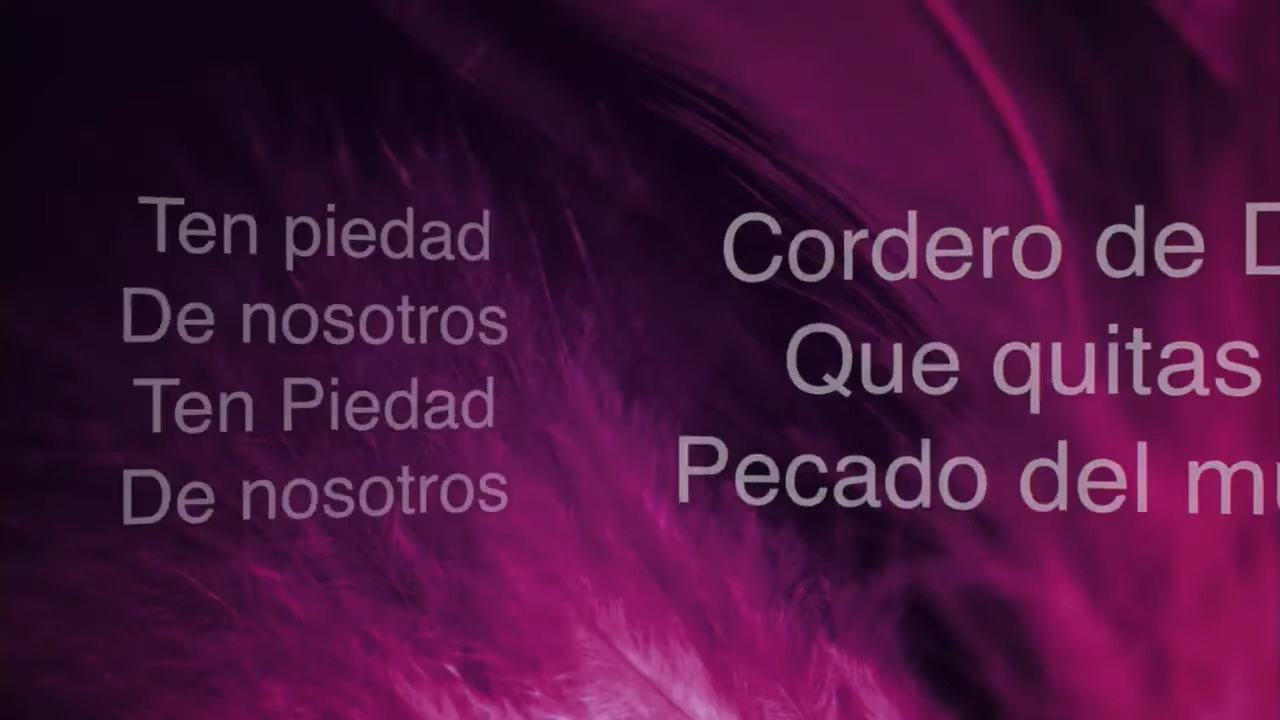 Ten piedad
De nosotros
Ten Piedad
De nosotros
Cordero de
Que quitas
Pecado del